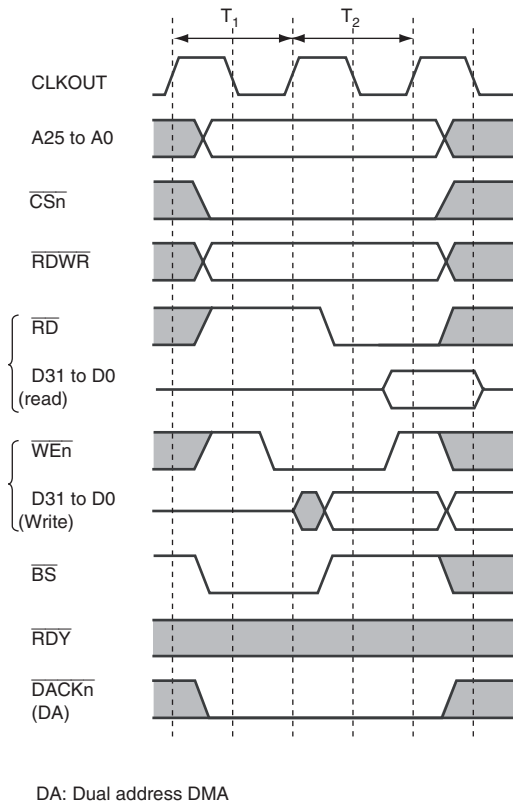 T1 T2
CLKOUT
A25 to A0
CSn
RDWR
RD
D31 to D0
(read)
WEn
D31 to D0
(Write)
BS
RDY
DACKn
(DA)
DA: Dual address DMA